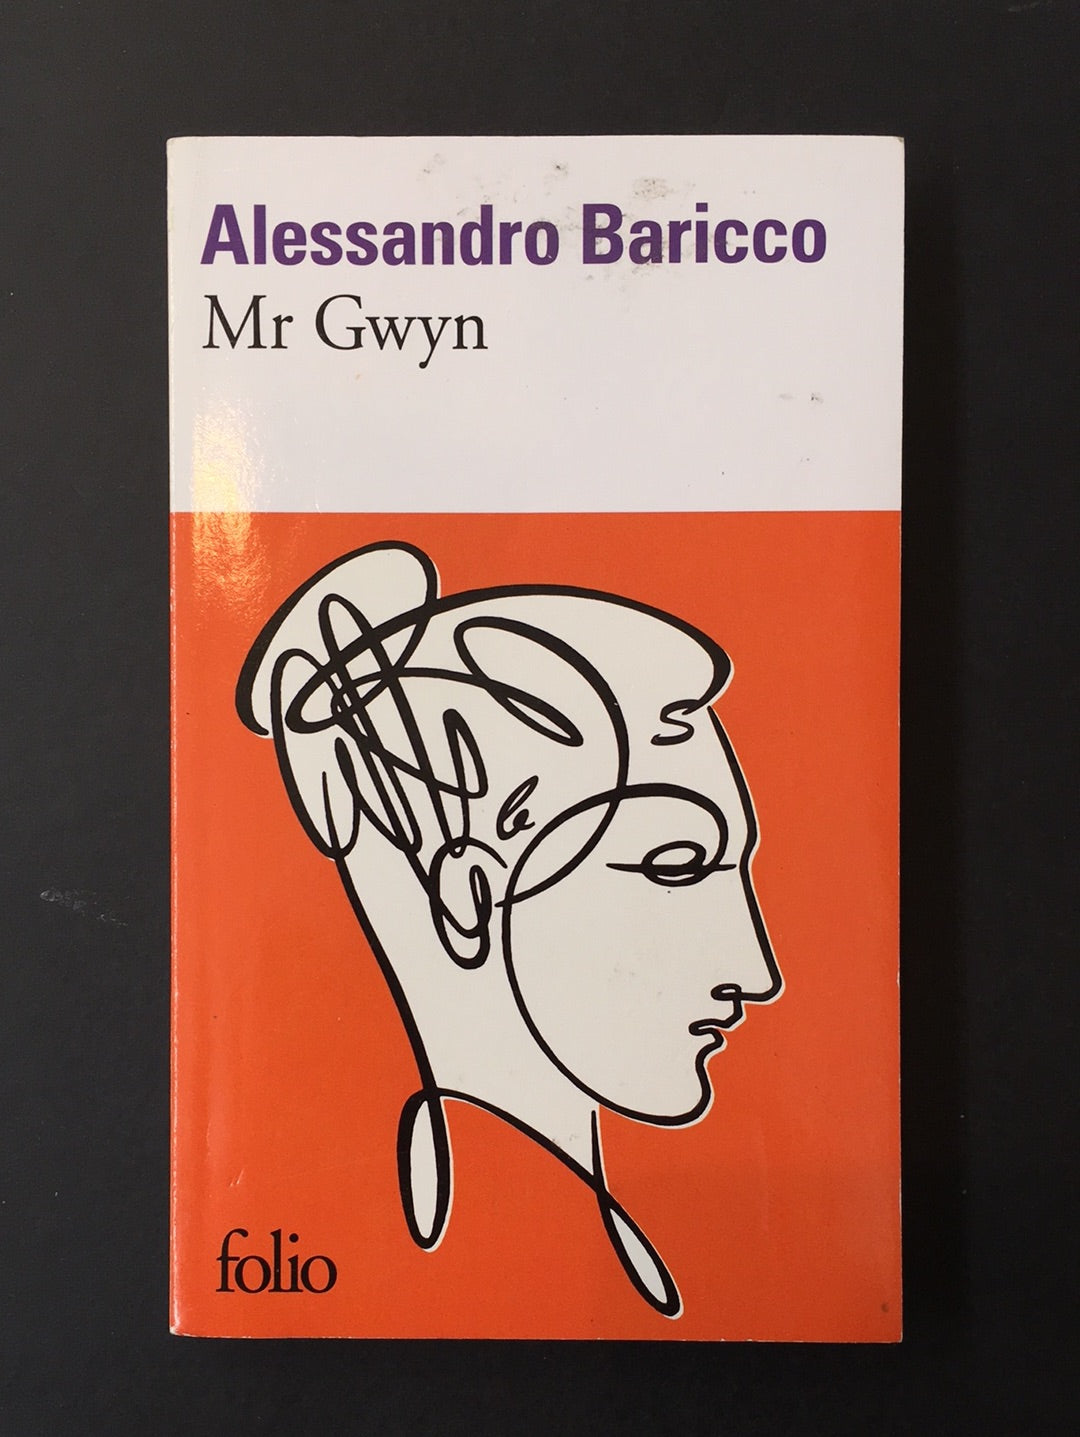 Alessandro Baricco
Mr Gwyn
folio